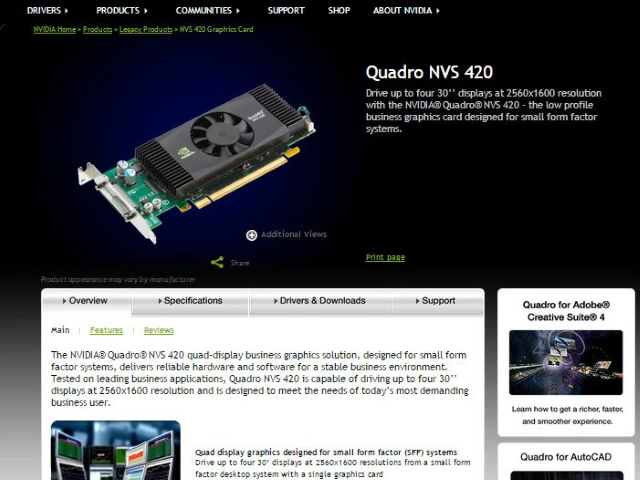 DRIVERS PRODUCTS COMMUNITIES SUPPORT SHOP ABOUT NVIDIA
NVIDIA Home > Products > Legacy Products > NVS 420 Graphics Card
Quadro NVS 420
Drive up to four 30'' displays at 2560x1600 resolution
with the NVIDIA® Quadro® NVS 420 - the low profile
business graphics card designed for small form factor
systems.
Additional Views
Share
Print page
Product appearance may vary by manufacturer
Overview Specifications Drivers & Downloads Support
Main | Features | Reviews
The NVIDIA® Quadro® NVS 420 quad-display business graphics solution, designed for small form
factor systems, delivers reliable hardware and software for a stable business environment.
Tested on leading business applications, Quadro NVS 420 is capable of driving up to four 30''
displays at 2560x1600 resolution and is designed to meet the needs of today's most demanding
business user.
Quad display graphics designed for small form factor (SFF) systems
Drive up to four 30' displays at 2560x1600 resolutions from a small form
factor desktop system with a single graphics card
Quadro for Adobe®
Creative Suite® 4
Learn how to get a richer, faster,
and smoother experience.
Quadro for AutoCAD